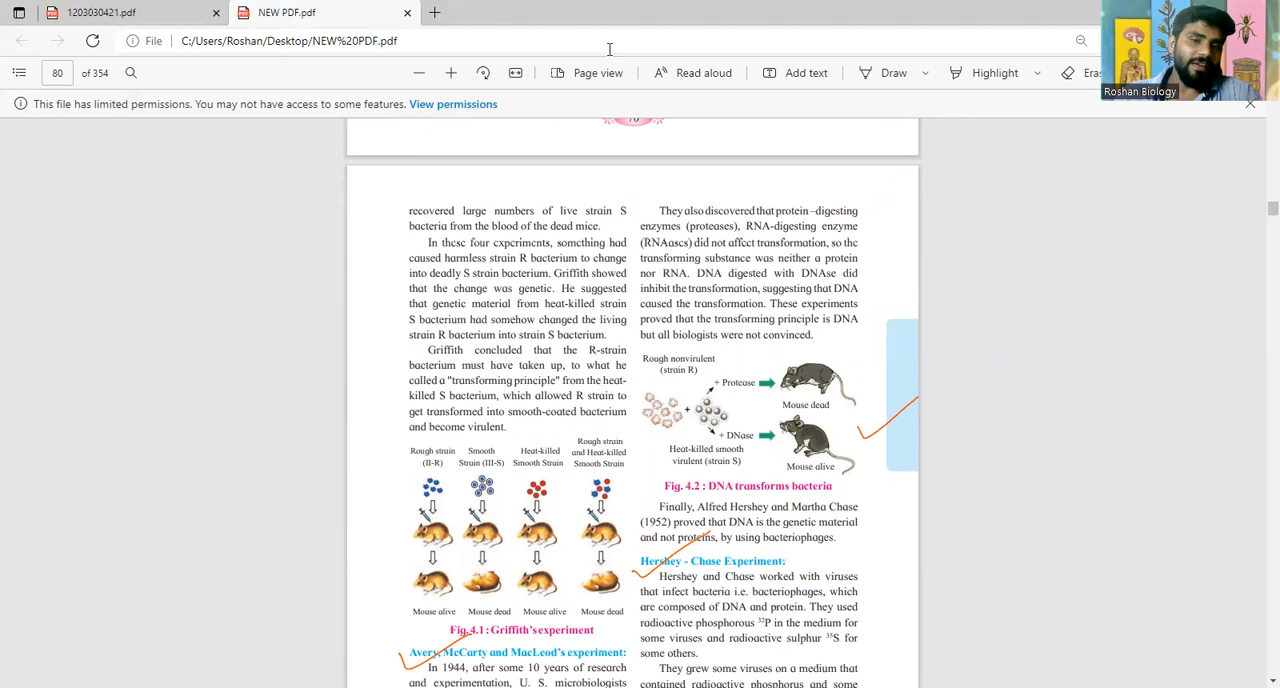 1203030421.pdf
NEW PDF.pdf
File
C:/Users/Roshan/Desktop/NEW%20PDF.pdf
80
of 354
Page view
Read aloud
Add text
Draw
Highlight
Roshan Biology
This file has limited permissions. You may not have access to some features. View permissions
recovered large numbers of live strain S
bacteria from the blood of the dead mice.
In these four experiments, something had
caused harmless strain R bacterium to change
into deadly S strain bacterium. Griffith showed
that the change was genetic. He suggested
that genetic material from heat-killed strain
S bacterium had somehow changed the living
strain R bacterium into strain S bacterium.
Griffith concluded that the R-strain
bacterium must have taken up, to what he
called a "transforming principle" from the heat-
killed S bacterium, which allowed R strain to
get transformed into smooth-coated bacterium
and become virulent.
Rough strain
(II-R)
Smooth
Strain (III-S)
Heat-killed
Smooth Strain
Rough strain
and Heat-killed
Smooth Strain
Mouse alive
Mouse dead
Mouse alive
Mouse dead
Fig. 4.1 : Griffith's experiment
Avery, McCarty and MacLeod's experiment:
In 1944, after some 10 years of research
and experimentation, U. S. microbiologists
They also discovered that protein –digesting
enzymes (proteases), RNA-digesting enzyme
(RNAases) did not affect transformation, so the
transforming substance was neither a protein
nor RNA. DNA digested with DNAse did
inhibit the transformation, suggesting that DNA
caused the transformation. These experiments
proved that the transforming principle is DNA
but all biologists were not convinced.
Rough nonvirulent
(strain R)
+ Protease
Mouse dead
+
+ DNase
Heat-killed smooth
virulent (strain S)
Mouse alive
Fig. 4.2 : DNA transforms bacteria
Finally, Alfred Hershey and Martha Chase
(1952) proved that DNA is the genetic material
and not proteins, by using bacteriophages.
Hershey - Chase Experiment:
Hershey and Chase worked with viruses
that infect bacteria i.e. bacteriophages, which
are composed of DNA and protein. They used
radioactive phosphorous ³²P in the medium for
some viruses and radioactive sulphur ³⁵S for
some others.
They grew some viruses on a medium that
contained radioactive phosphorus and some